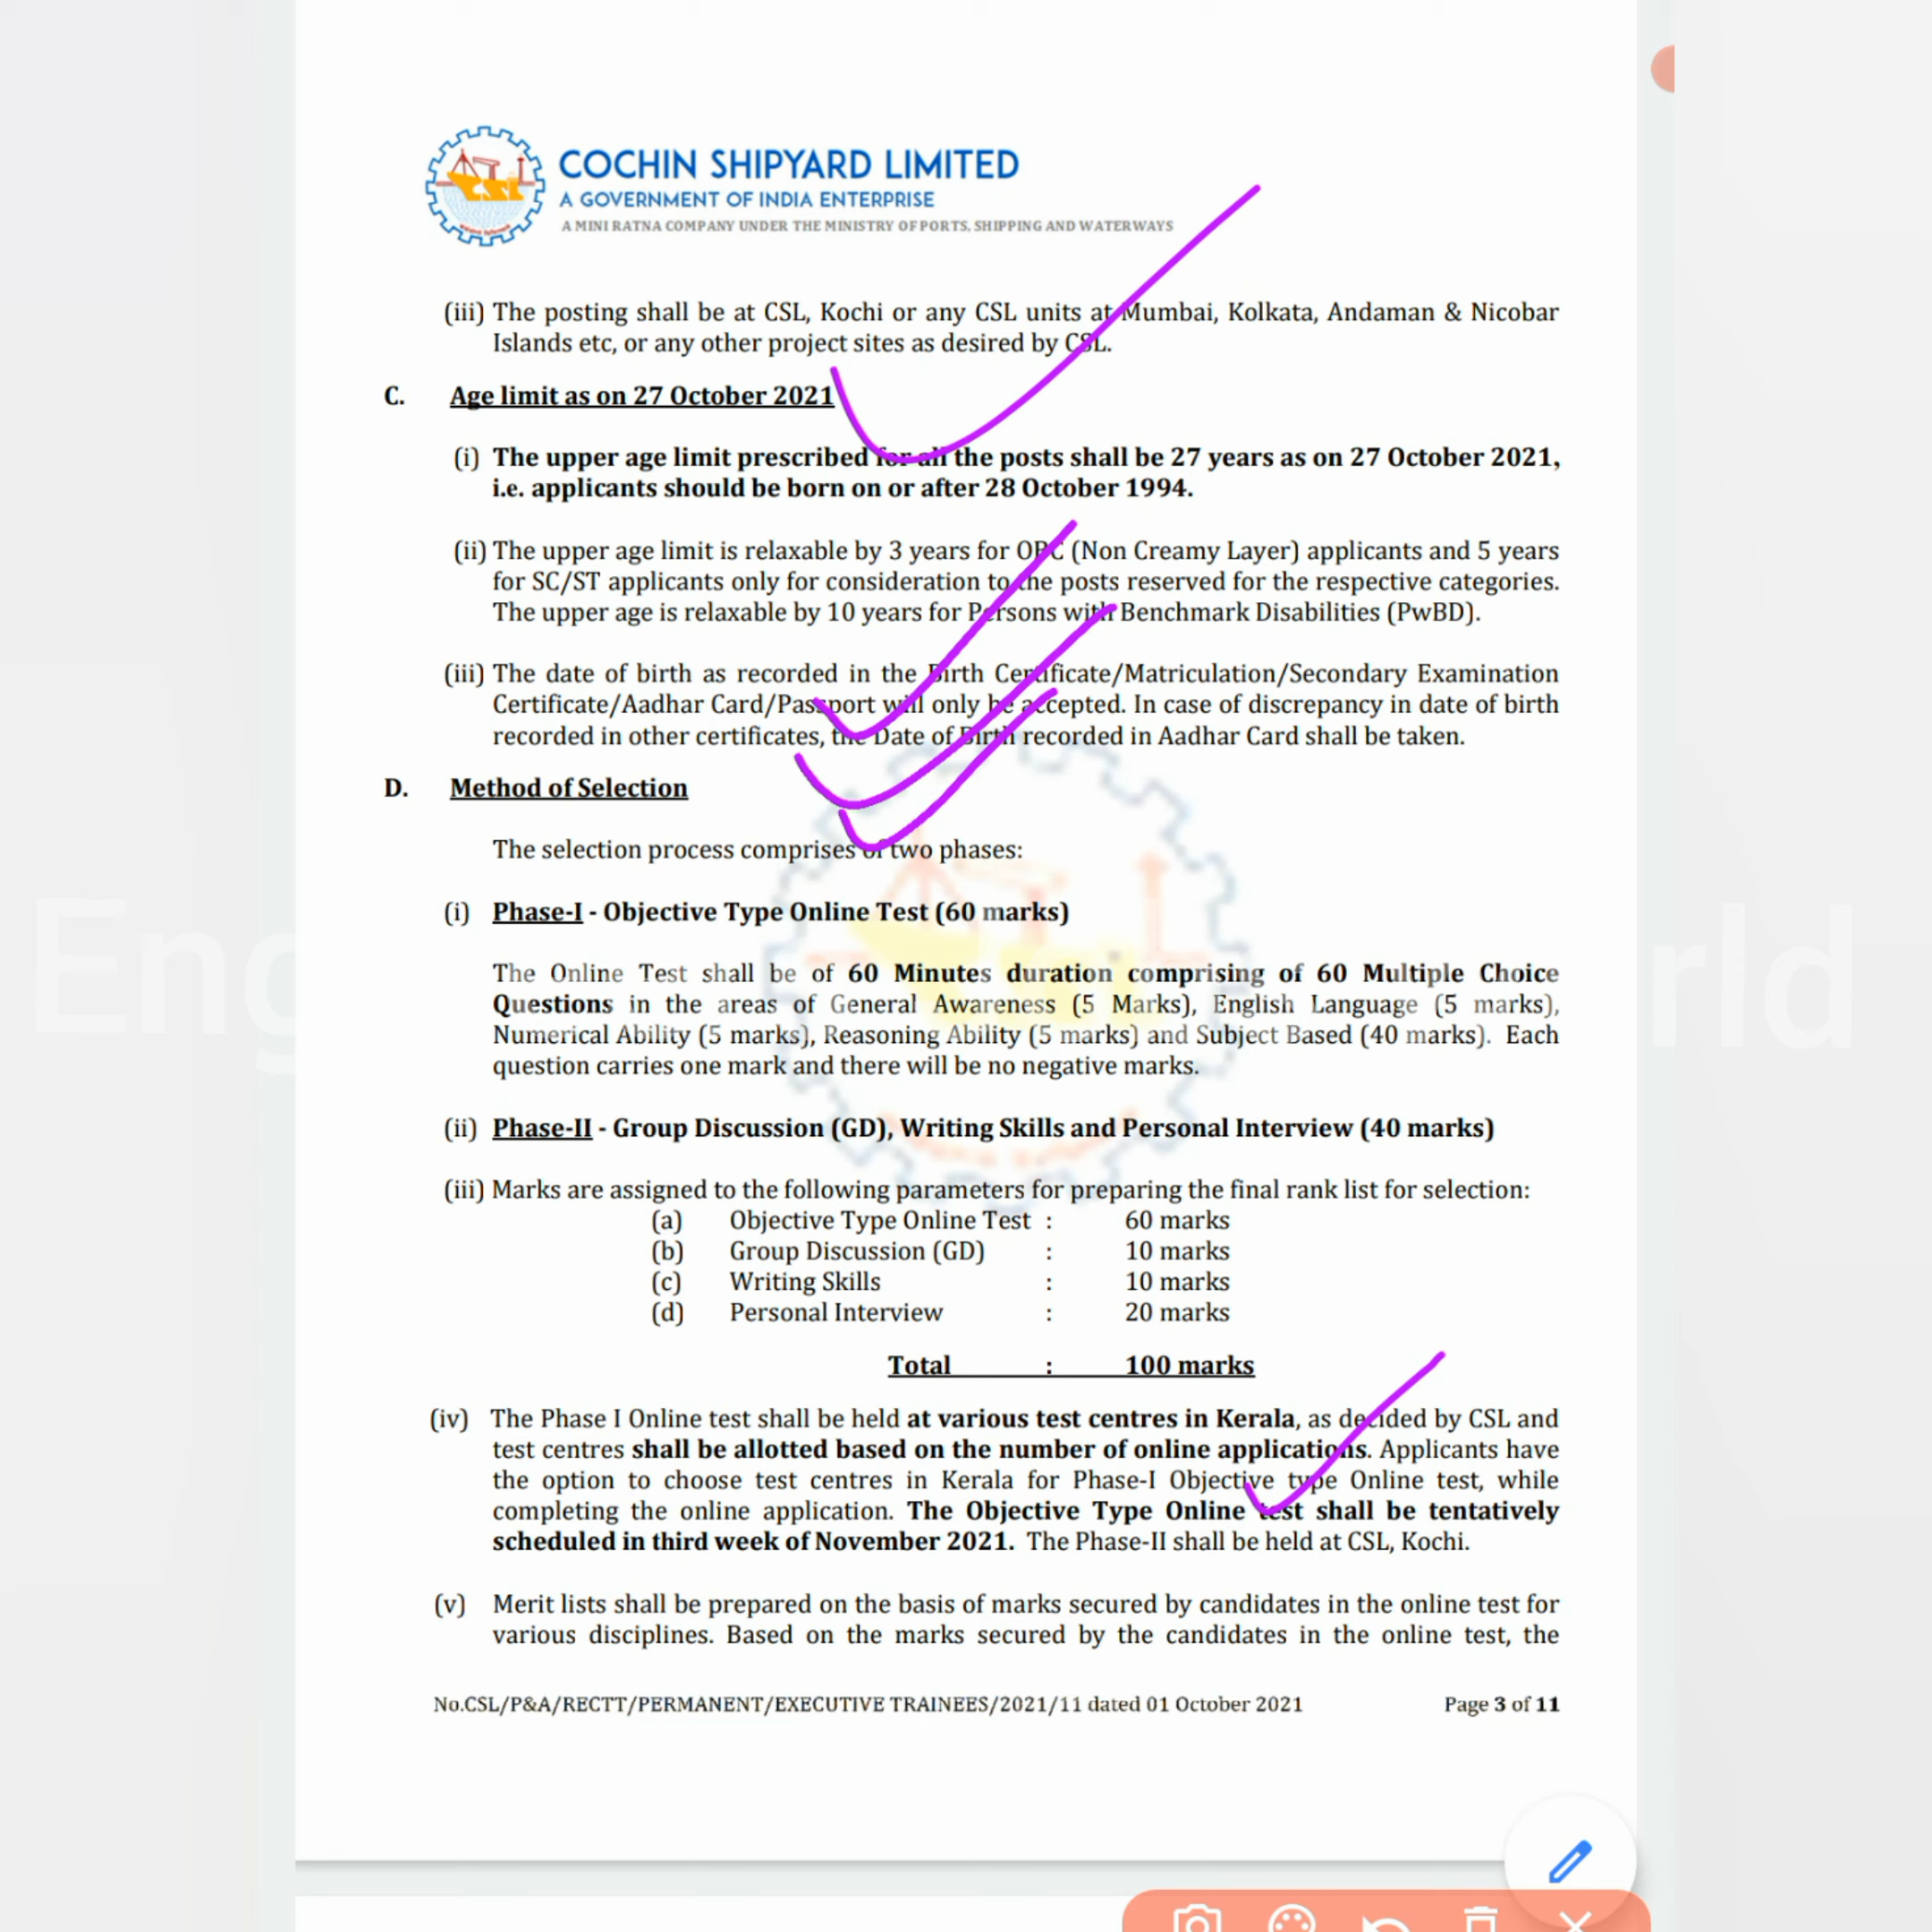 COCHIN SHIPYARD LIMITED
A GOVERNMENT OF INDIA ENTERPRISE
A MINI RATNA COMPANY UNDER THE MINISTRY OF PORTS, SHIPPING AND WATERWAYS
(iii) The posting shall be at CSL, Kochi or any CSL units at Mumbai, Kolkata, Andaman & Nicobar
Islands etc, or any other project sites as desired by CSL.
C. Age limit as on 27 October 2021
(i) The upper age limit prescribed for all the posts shall be 27 years as on 27 October 2021,
i.e. applicants should be born on or after 28 October 1994.
(ii) The upper age limit is relaxable by 3 years for OBC (Non Creamy Layer) applicants and 5 years
for SC/ST applicants only for consideration to the posts reserved for the respective categories.
The upper age is relaxable by 10 years for Persons with Benchmark Disabilities (PwBD).
(iii) The date of birth as recorded in the Birth Certificate/Matriculation/Secondary Examination
Certificate/Aadhar Card/Passport will only be accepted. In case of discrepancy in date of birth
recorded in other certificates, the Date of Birth recorded in Aadhar Card shall be taken.
D. Method of Selection
The selection process comprises of two phases:
(i) Phase-I - Objective Type Online Test (60 marks)
The Online Test shall be of 60 Minutes duration comprising of 60 Multiple Choice
Questions in the areas of General Awareness (5 Marks), English Language (5 marks),
Numerical Ability (5 marks), Reasoning Ability (5 marks) and Subject Based (40 marks). Each
question carries one mark and there will be no negative marks.
(ii) Phase-II - Group Discussion (GD), Writing Skills and Personal Interview (40 marks)
(iii) Marks are assigned to the following parameters for preparing the final rank list for selection:
(a) Objective Type Online Test : 60 marks
(b) Group Discussion (GD) : 10 marks
(c) Writing Skills : 10 marks
(d) Personal Interview : 20 marks
Total : 100 marks
(iv) The Phase I Online test shall be held at various test centres in Kerala, as decided by CSL and
test centres shall be allotted based on the number of online applications. Applicants have
the option to choose test centres in Kerala for Phase-I Objective type Online test, while
completing the online application. The Objective Type Online test shall be tentatively
scheduled in third week of November 2021. The Phase-II shall be held at CSL, Kochi.
(v) Merit lists shall be prepared on the basis of marks secured by candidates in the online test for
various disciplines. Based on the marks secured by the candidates in the online test, the
No.CSL/P&A/RECTT/PERMANENT/EXECUTIVE TRAINEES/2021/11 dated 01 October 2021 Page 3 of 11